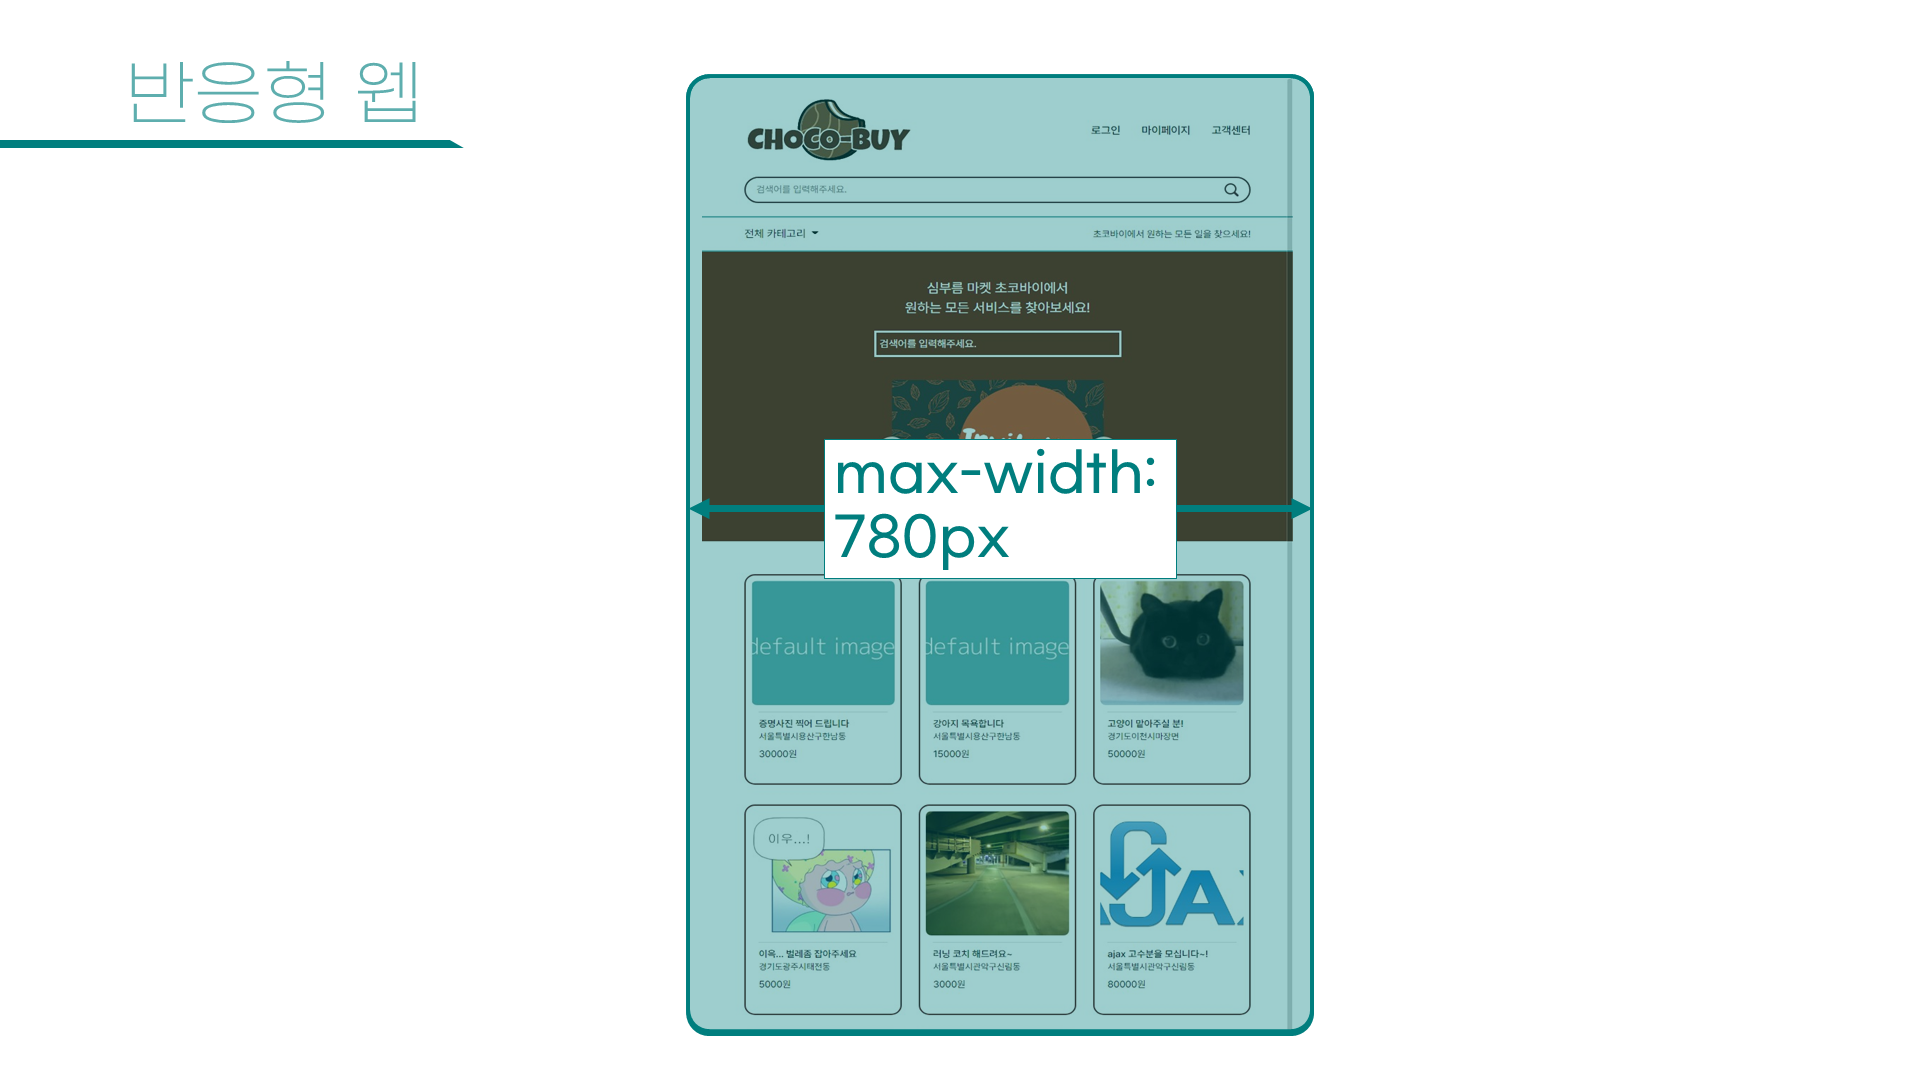 반응형 웹
CHOCO-BUY
로그인 마이페이지 고객센터
검색어를 입력해주세요.
전체 카테고리 초코바이에서 원하는 모든 일을 찾으세요!
심부름 마켓 초코바이에서
원하는 모든 서비스를 찾아보세요!
검색어를 입력해주세요.
max-width:
780px
default image default image
증명사진 찍어 드립니다
서울특별시용산구한남동
30000원
강아지 목욕합니다
서울특별시용산구한남동
15000원
고양이 맡아주실 분!
경기도이천시마장면
50000원
이우...!
이윽... 벌레좀 잡아주세요
경기도광주시태전동
5000원
러닝 코치 해드려요~
서울특별시관악구신림동
3000원
AJAX
ajax 고수분을 모십니다~!
서울특별시관악구신림동
80000원